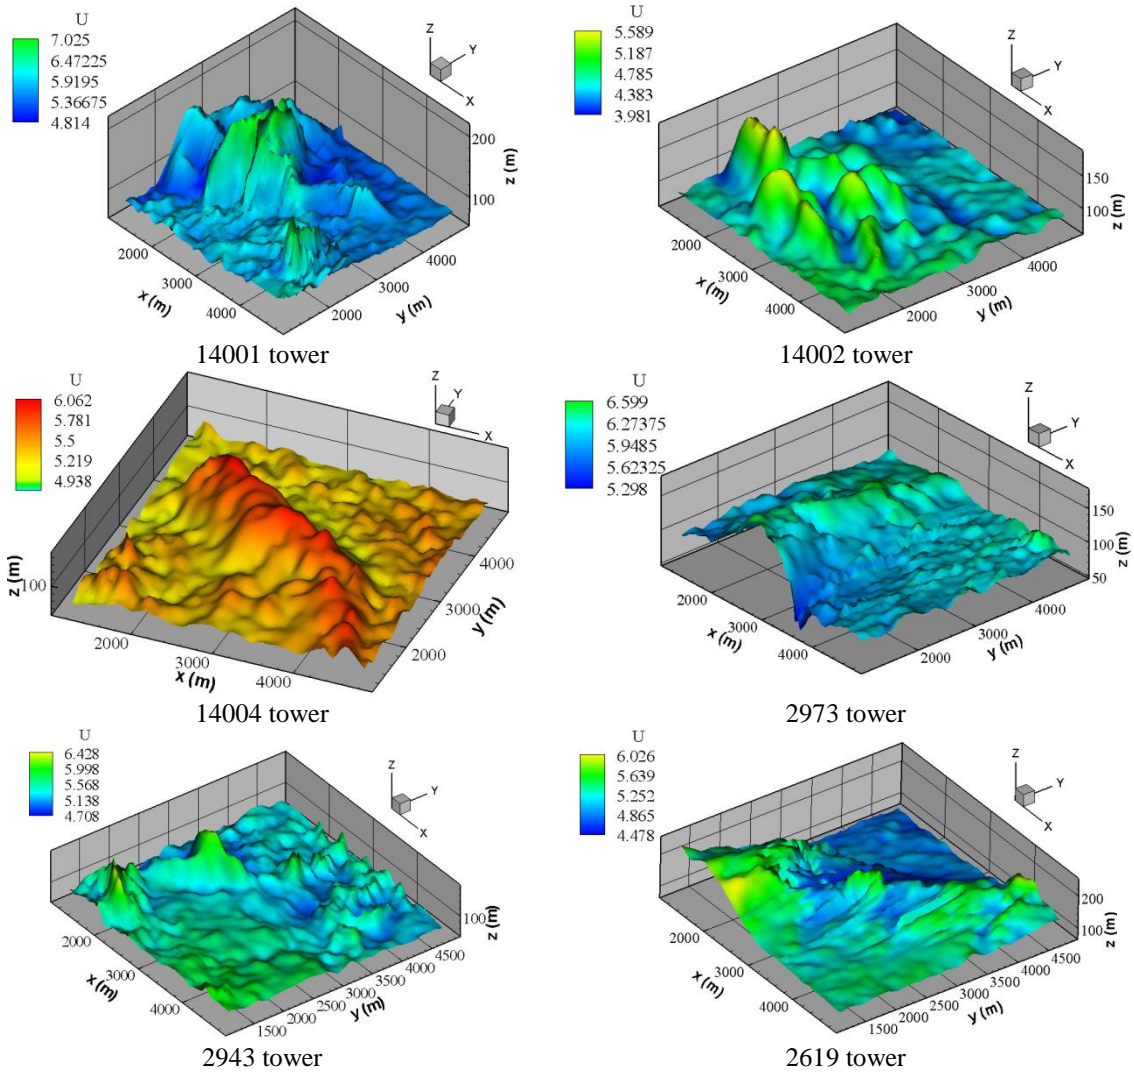 U
7.025
6.47225
5.9195
5.36675
4.814
Z
Y
X
200
100
z (m)
2000
3000
4000
x (m)
2000
3000
4000
y (m)
14001 tower
U
5.589
5.187
4.785
4.383
3.981
Z
Y
X
150
100
z (m)
2000
3000
4000
x (m)
2000
3000
4000
y (m)
14002 tower
U
6.062
5.781
5.5
5.219
4.938
Z
Y
X
z (m)
100
2000
3000
4000
x (m)
2000
3000
4000
y (m)
14004 tower
U
6.599
6.27375
5.9485
5.62325
5.298
Z
Y
X
150
100
50
z (m)
2000
3000
4000
x (m)
2000
3000
4000
y (m)
2973 tower
U
6.428
5.998
5.568
5.138
4.708
Z
Y
X
100
z (m)
2000
3000
4000
x (m)
1500
2000
2500
3000
3500
4000
4500
y (m)
2943 tower
U
6.026
5.639
5.252
4.865
4.478
Z
Y
X
200
100
z (m)
2000
3000
4000
x (m)
1500
2000
2500
3000
3500
4000
4500
y (m)
2619 tower